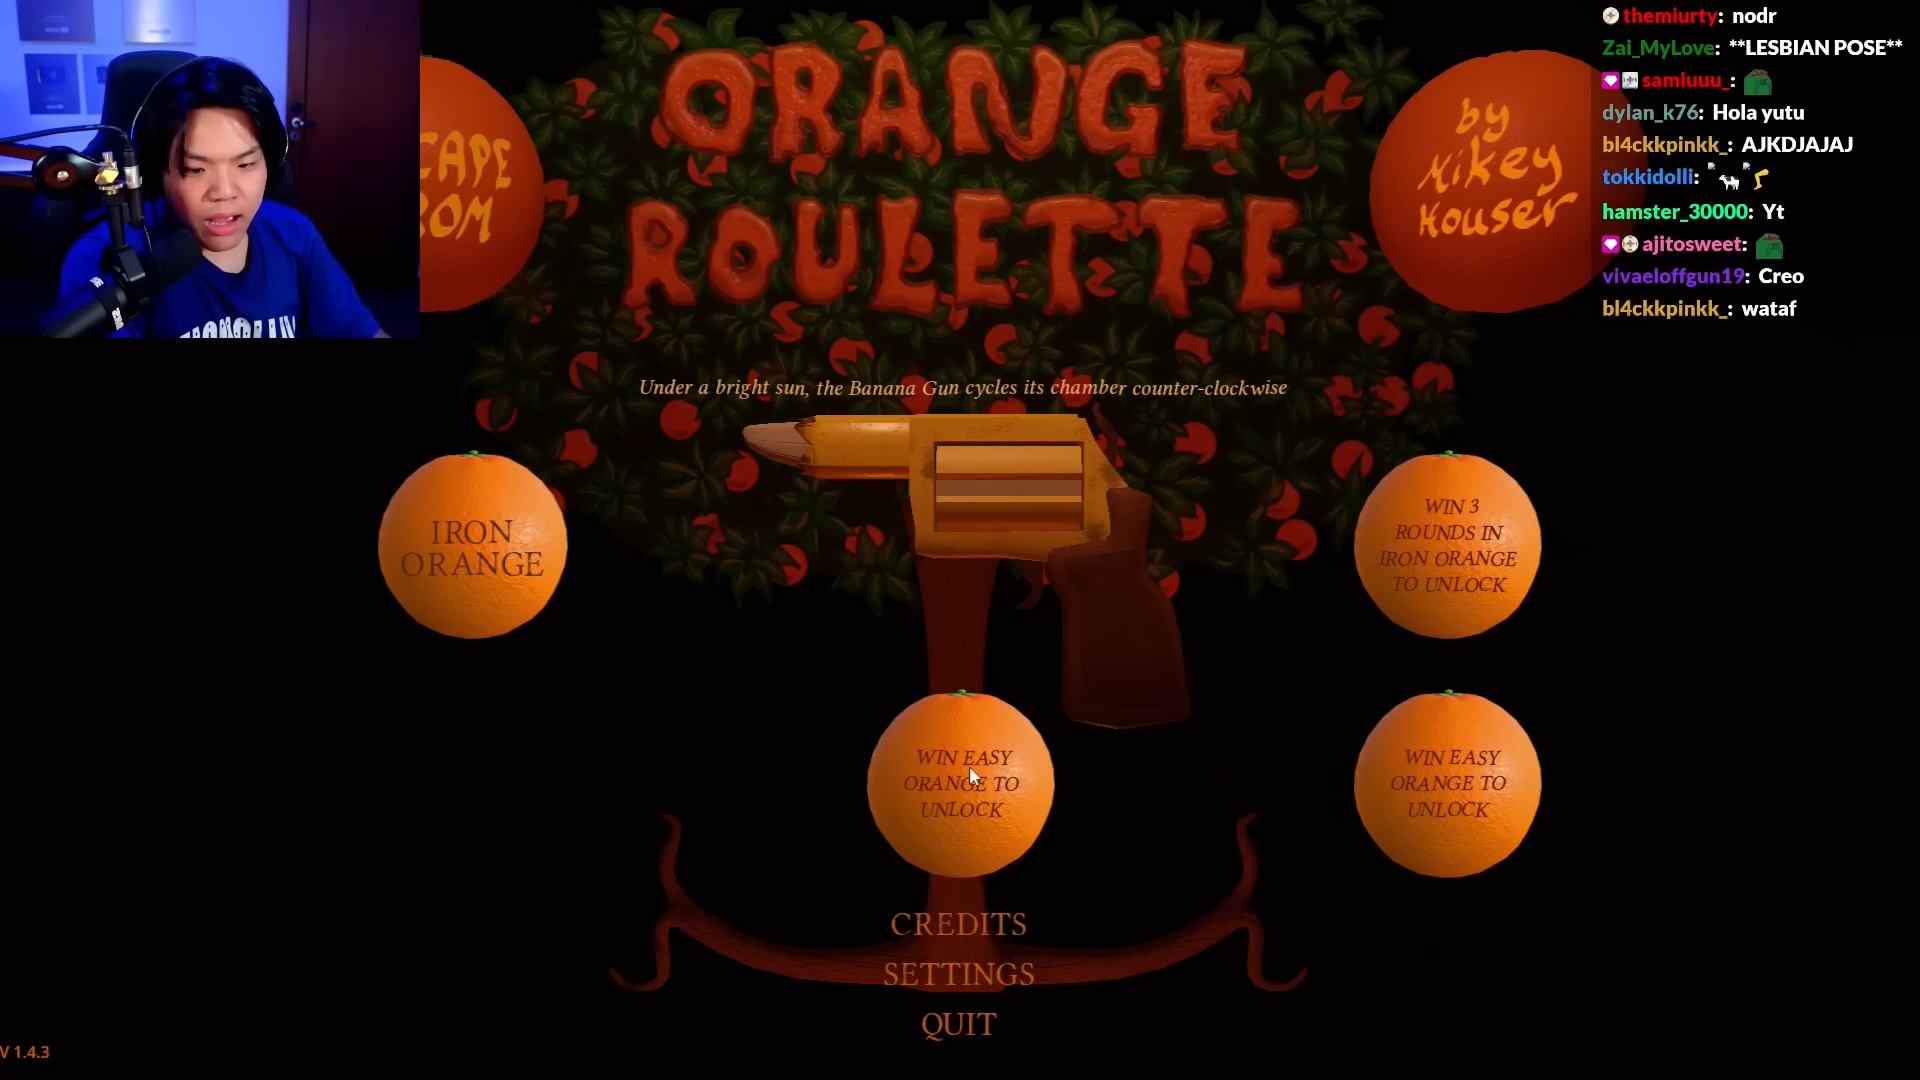 ORANGE
ROULETTE
CAPE
ROM
by
Mikey
Houser
Under a bright sun, the Banana Gun cycles its chamber counter-clockwise
IRON
ORANGE
WIN 3
ROUNDS IN
IRON ORANGE
TO UNLOCK
WIN EASY
ORANGE TO
UNLOCK
WIN EASY
ORANGE TO
UNLOCK
CREDITS
SETTINGS
QUIT
V 1.4.3
themiurty: nodr
Zai_MyLove: **LESBIAN POSE**
samiuuu_:
dylan_k76: Hola yutu
bl4ckkpinkk_: AJKDJAJAJ
tokkidolli:
hamster_30000: Yt
ajitosweet:
vivaeloffgun19: Creo
bl4ckkpinkk_: wataf